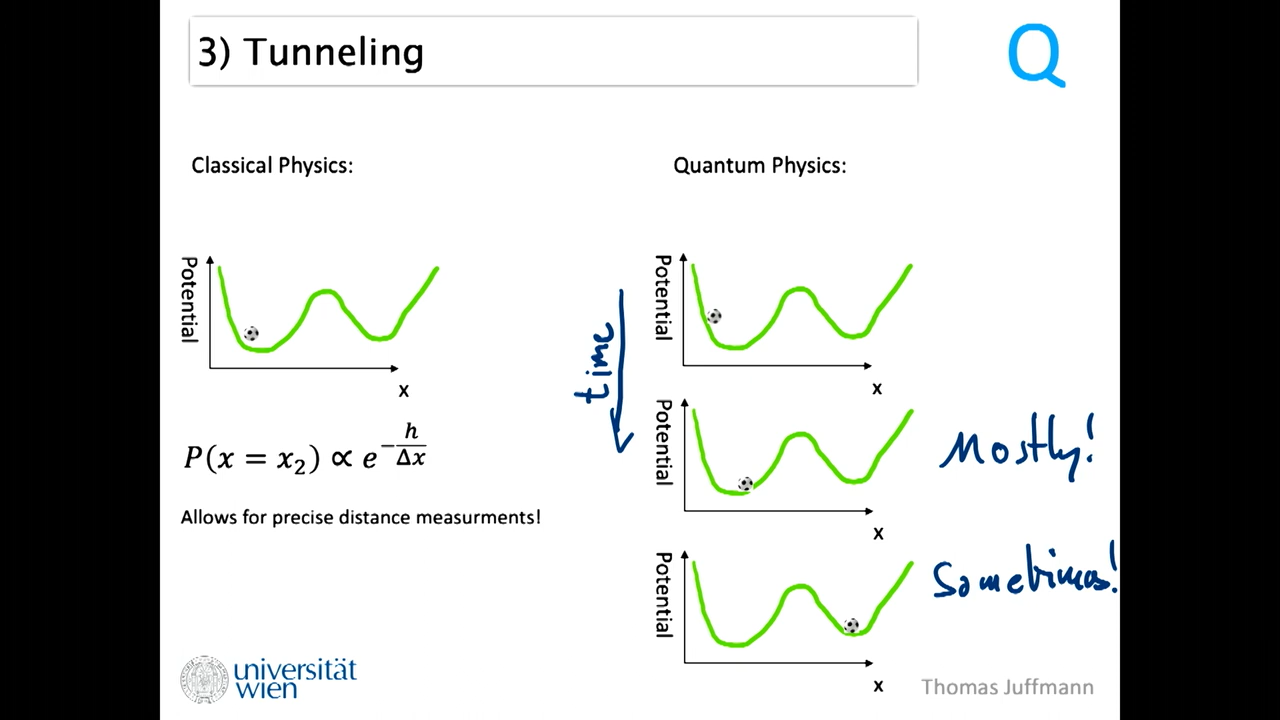 3) Tunneling
Q
Classical Physics:
Quantum Physics:
Potential
x
P(x = x₂) ∝ e^{-h/Δx}
Allows for precise distance measurments!
time
Potential
x
Potential
x
Mostly!
Potential
x
Sometimes!
universität
wien
Thomas Juffmann